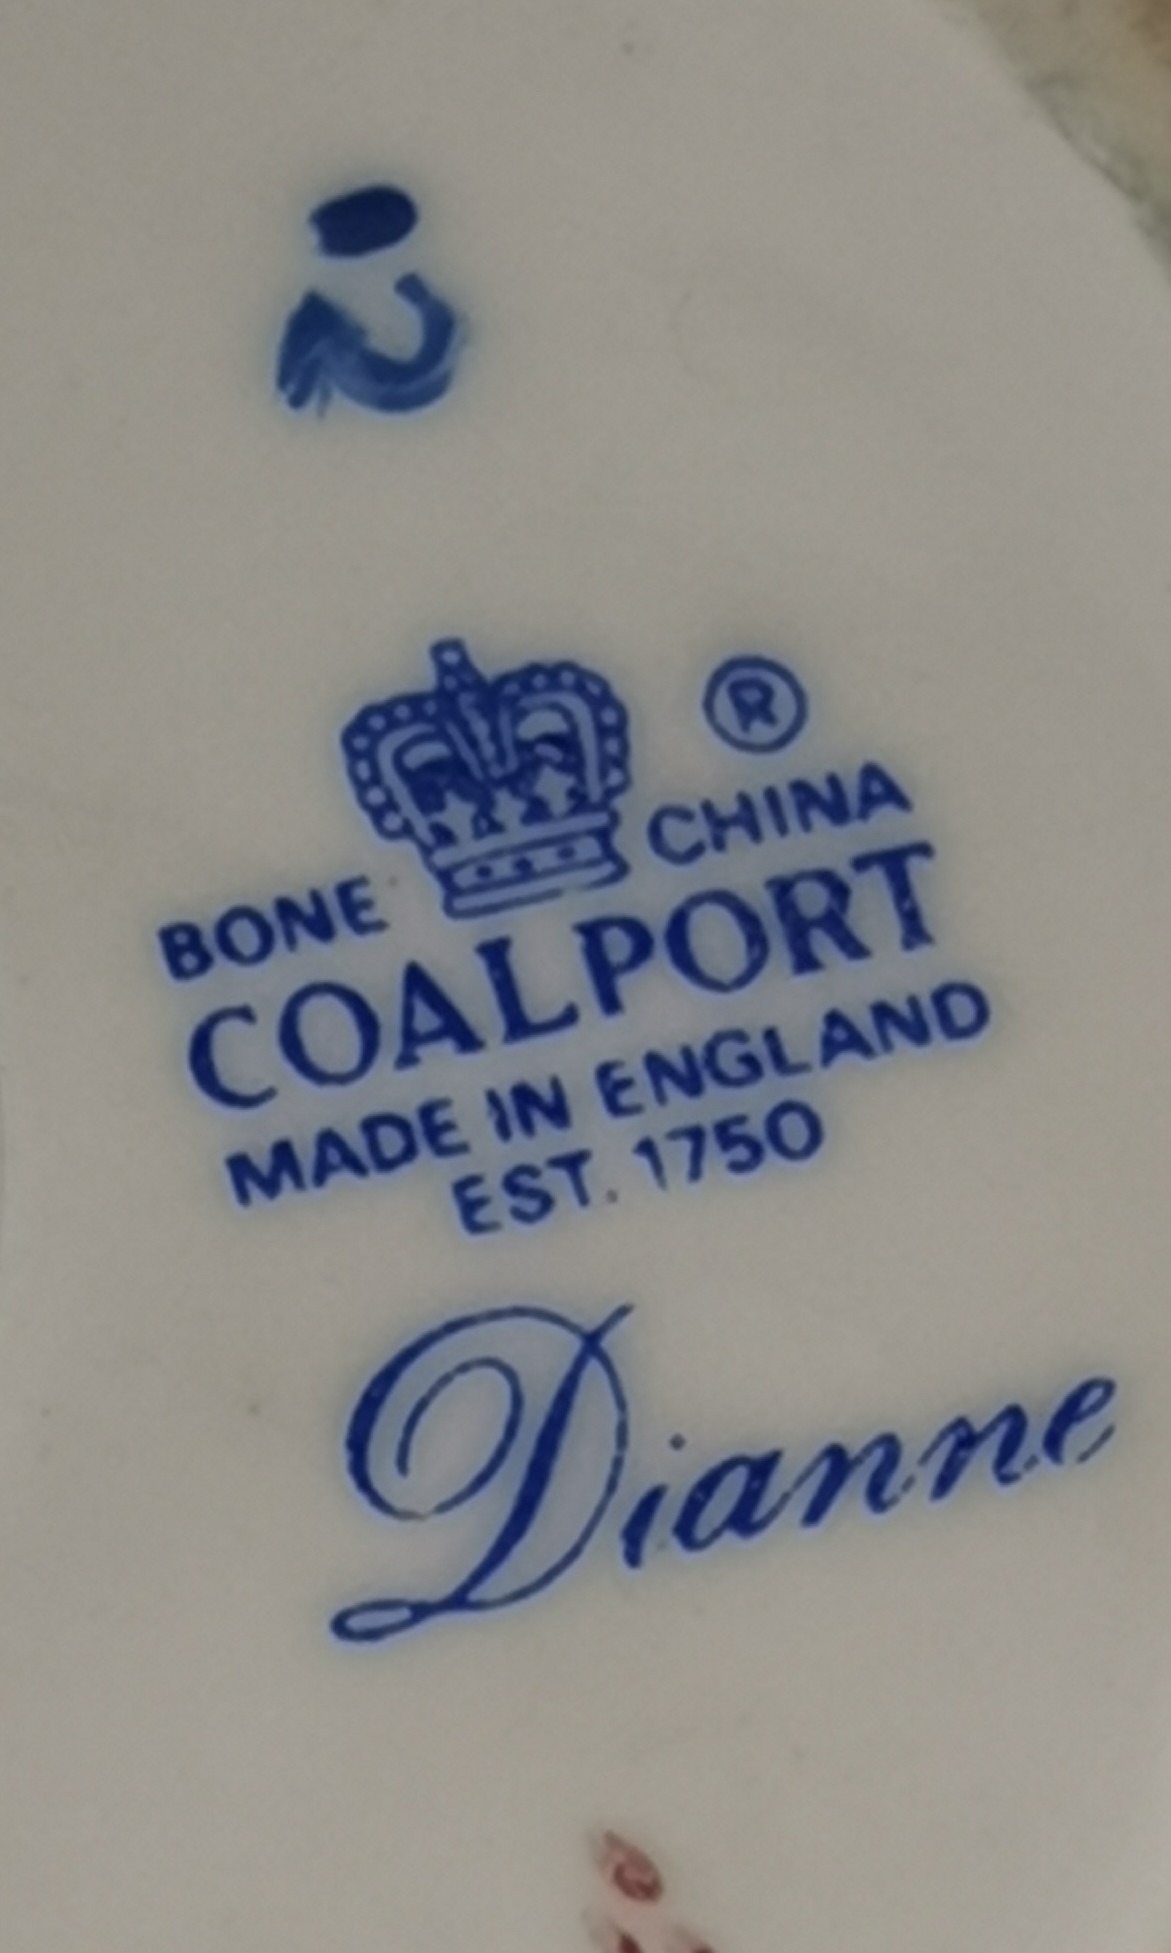 ®
BONE CHINA
COALPORT
MADE IN ENGLAND
EST. 1750
Dianne